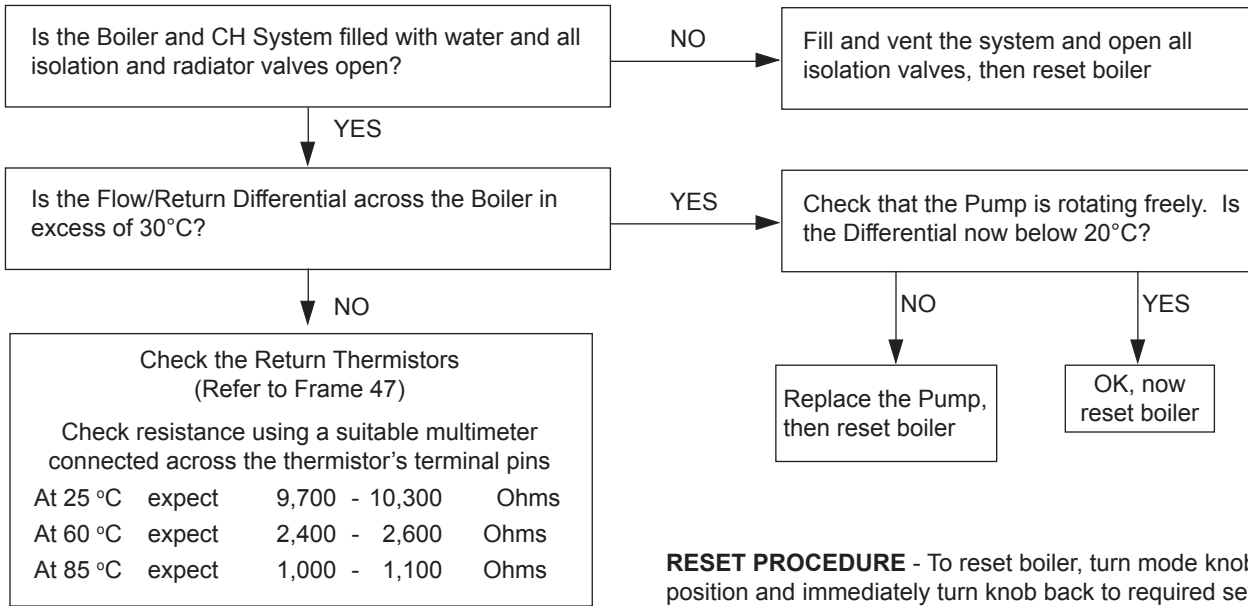 Is the Boiler and CH System filled with water and all
isolation and radiator valves open?
NO
Fill and vent the system and open all
isolation valves, then reset boiler
YES
Is the Flow/Return Differential across the Boiler in
excess of 30°C?
YES
Check that the Pump is rotating freely. Is
the Differential now below 20°C?
NO
NO
YES
Check the Return Thermistors
(Refer to Frame 47)
Check resistance using a suitable multimeter
connected across the thermistor's terminal pins
At 25 °C expect 9,700 - 10,300 Ohms
At 60 °C expect 2,400 - 2,600 Ohms
At 85 °C expect 1,000 - 1,100 Ohms
Replace the Pump,
then reset boiler
OK, now
reset boiler
RESET PROCEDURE - To reset boiler, turn mode knob
position and immediately turn knob back to required